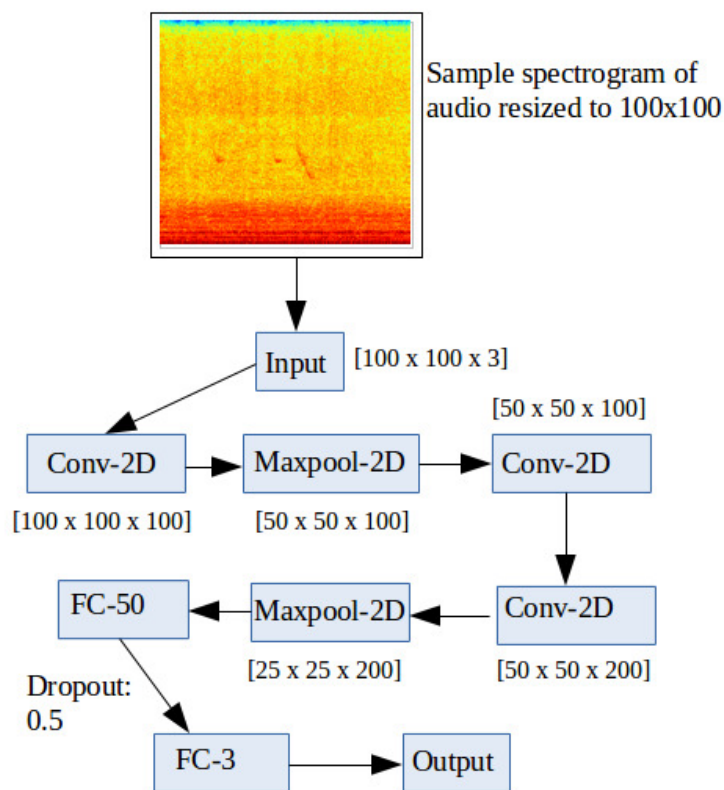 Sample spectrogram of
audio resized to 100x100
Input
[100 x 100 x 3]
[50 x 50 x 100]
Conv-2D
Maxpool-2D
Conv-2D
[100 x 100 x 100]
[50 x 50 x 100]
FC-50
Maxpool-2D
Conv-2D
[25 x 25 x 200]
[50 x 50 x 200]
Dropout:
0.5
FC-3
Output